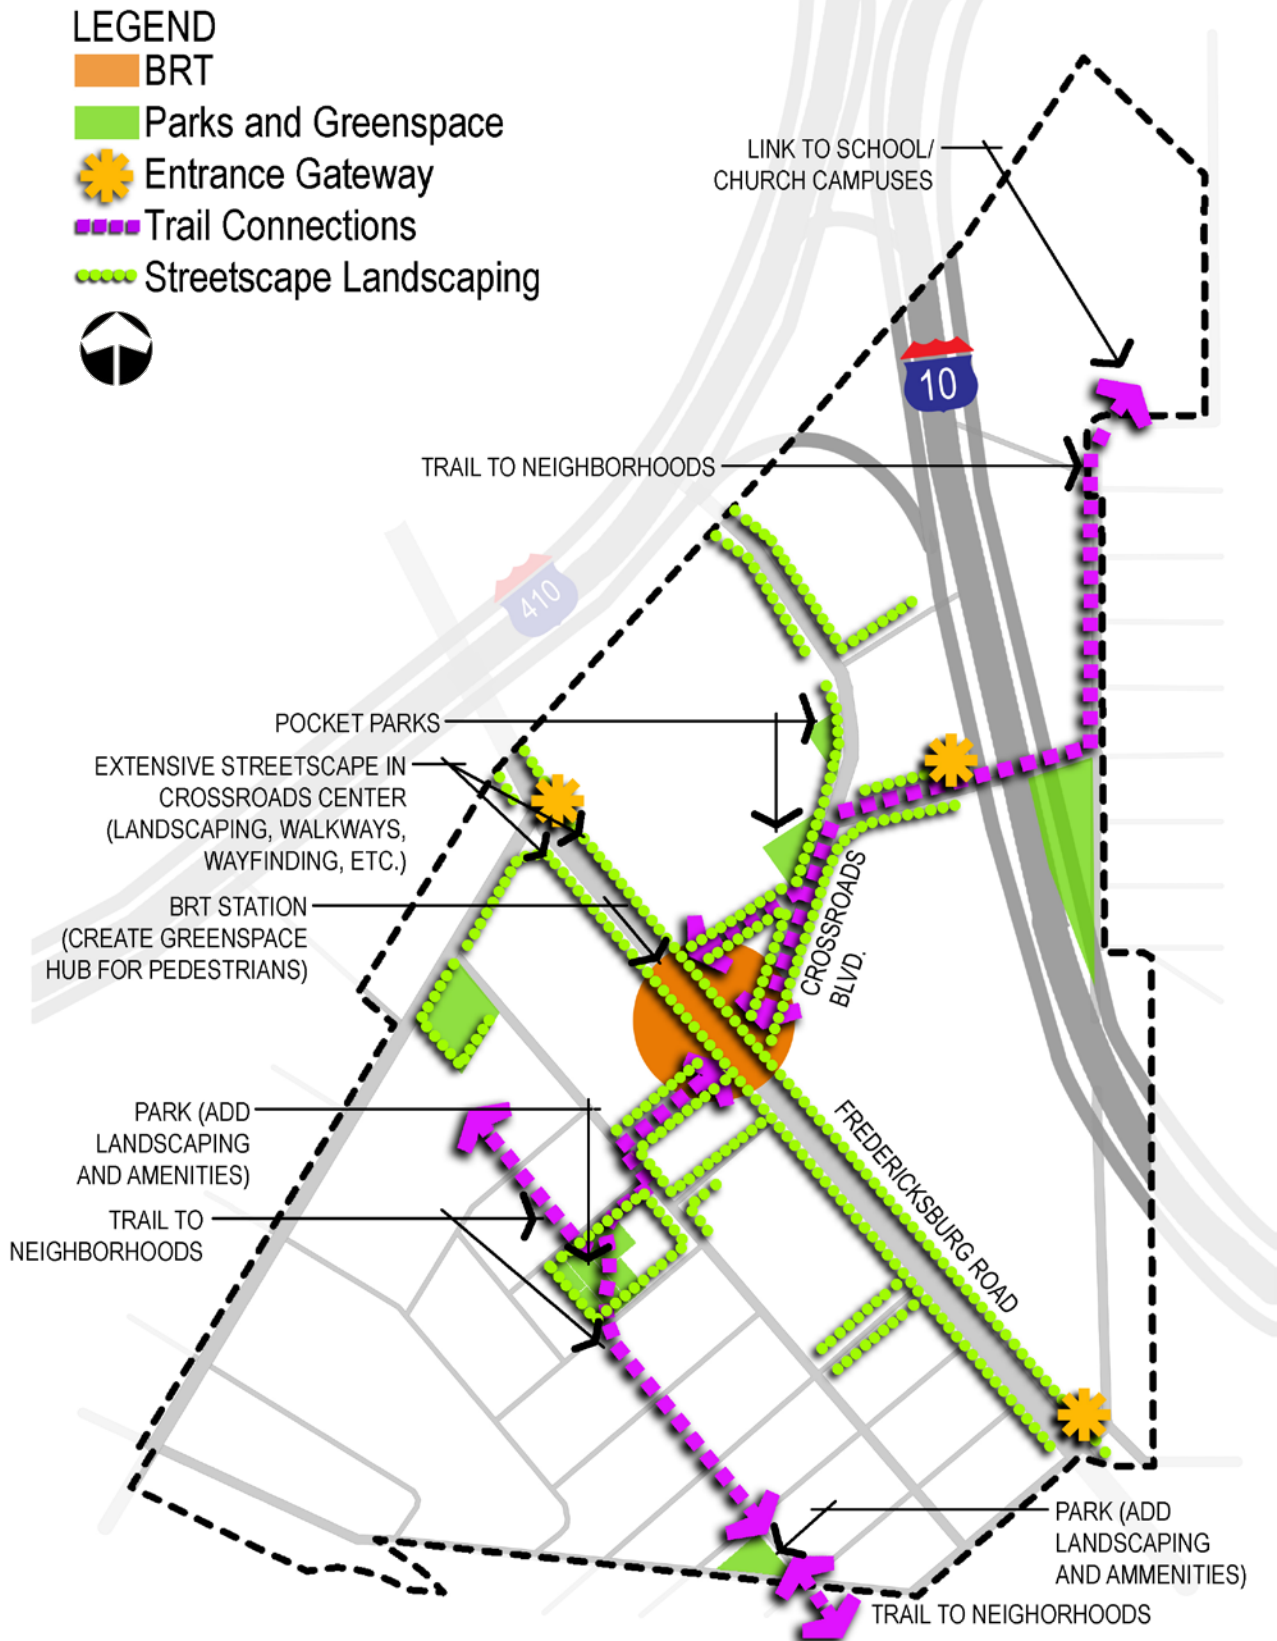 LEGEND
BRT
Parks and Greenspace
Entrance Gateway
Trail Connections
Streetscape Landscaping
LINK TO SCHOOL/
CHURCH CAMPUSES
10
TRAIL TO NEIGHBORHOODS
410
POCKET PARKS
EXTENSIVE STREETSCAPE IN
CROSSROADS CENTER
(LANDSCAPING, WALKWAYS,
WAYFINDING, ETC.)
BRT STATION
(CREATE GREENSPACE
HUB FOR PEDESTRIANS)
CROSSROADS
BLVD.
PARK (ADD
LANDSCAPING
AND AMENITIES)
FREDERICKSBURG ROAD
TRAIL TO
NEIGHBORHOODS
PARK (ADD
LANDSCAPING
AND AMMENITIES)
TRAIL TO NEIGHORHOODS